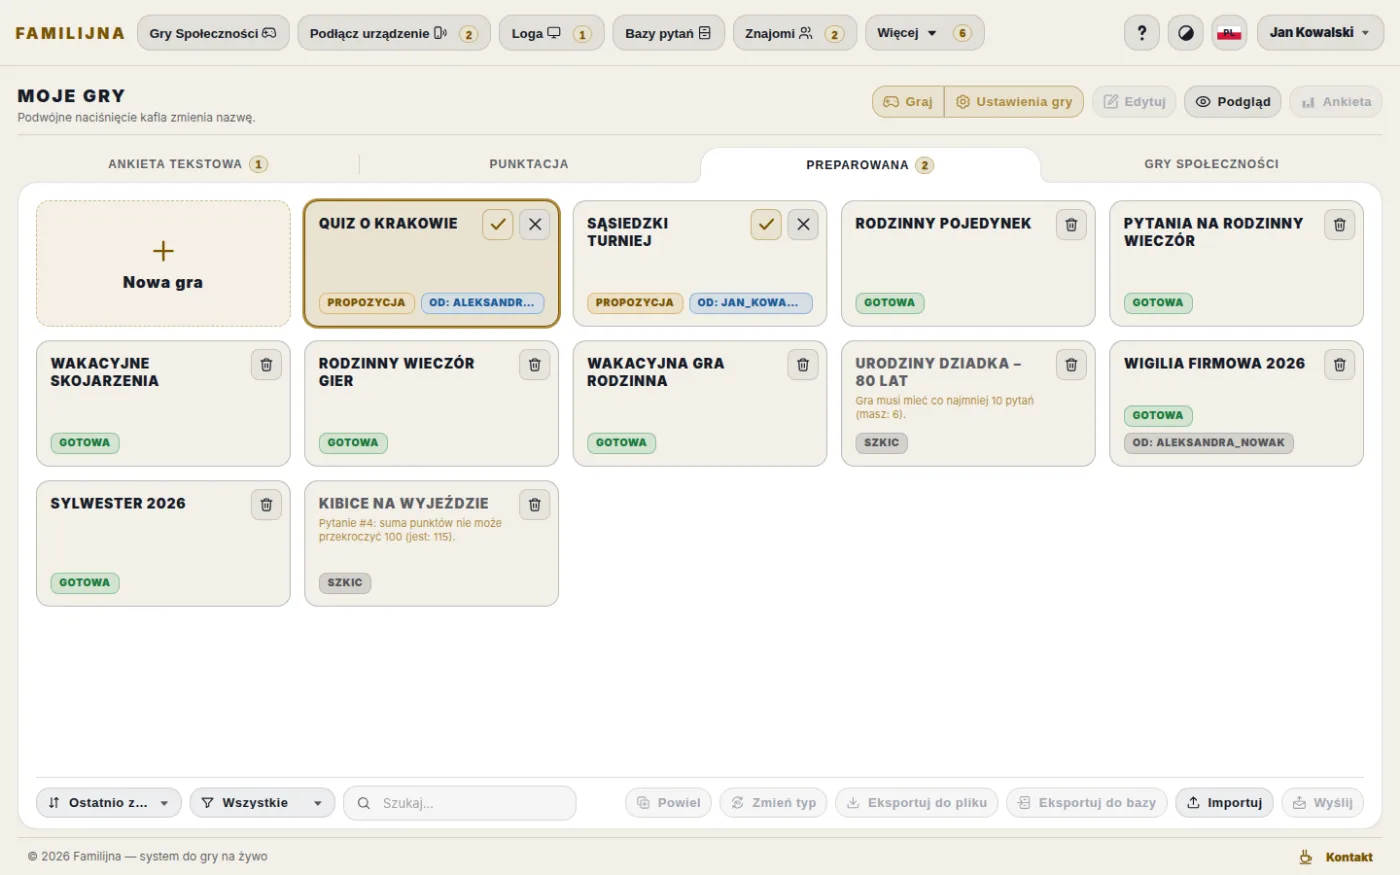 FAMILIJNA
Gry Społeczności
Podłącz urządzenie 2
Loga 1
Bazy pytań
Znajomi 2
Więcej 6
?
PL
Jan Kowalski
MOJE GRY
Podwójne naciśnięcie kafla zmienia nazwę.
Graj
Ustawienia gry
Edytuj
Podgląd
Ankieta
ANKIETA TEKSTOWA 1
PUNKTACJA
PREPAROWANA 2
GRY SPOŁECZNOŚCI
Nowa gra
QUIZ O KRAKOWIE
PROPOZYCJA
OD: ALEKSANDR...
SĄSIEDZKI
TURNIEJ
PROPOZYCJA
OD: JAN_KOWA...
RODZINNY POJEDYNEK
GOTOWA
PYTANIA NA RODZINNY
WIECZÓR
GOTOWA
WAKACYJNE
SKOJARZENIA
GOTOWA
RODZINNY WIECZÓR
GIER
GOTOWA
WAKACYJNA GRA
RODZINNA
GOTOWA
URODZINY DZIADKA –
80 LAT
Gra musi mieć co najmniej 10 pytań
(masz: 6).
SZKIC
WIGILIA FIRMOWA 2026
GOTOWA
OD: ALEKSANDRA_NOWAK
SYLWESTER 2026
GOTOWA
KIBICE NA WYJEŹDZIE
Pytanie #4: suma punktów nie może
przekroczyć 100 (jest: 115).
SZKIC
Ostatnio z...
Wszystkie
Szukaj...
Powiel
Zmień typ
Eksportuj do pliku
Eksportuj do bazy
Importuj
Wyślij
© 2026 Familijna — system do gry na żywo
Kontakt